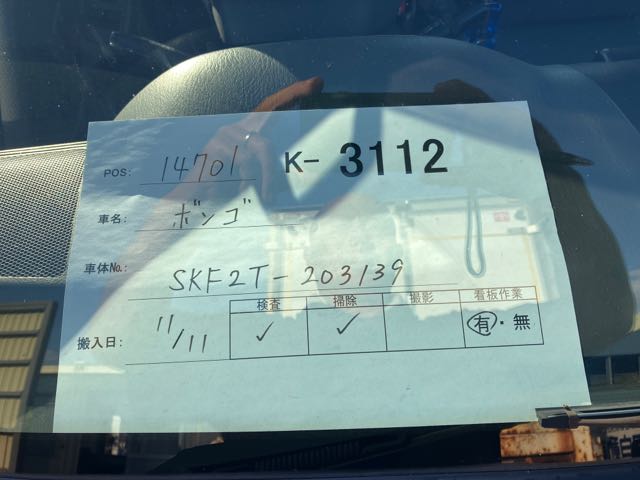 POS: 14701 K- 3112
車名: ボンゴ
車体No.: SKF2T-203139
検査 掃除 撮影 看板作業
搬入日: 11/11 ✓ ✓ 有・無